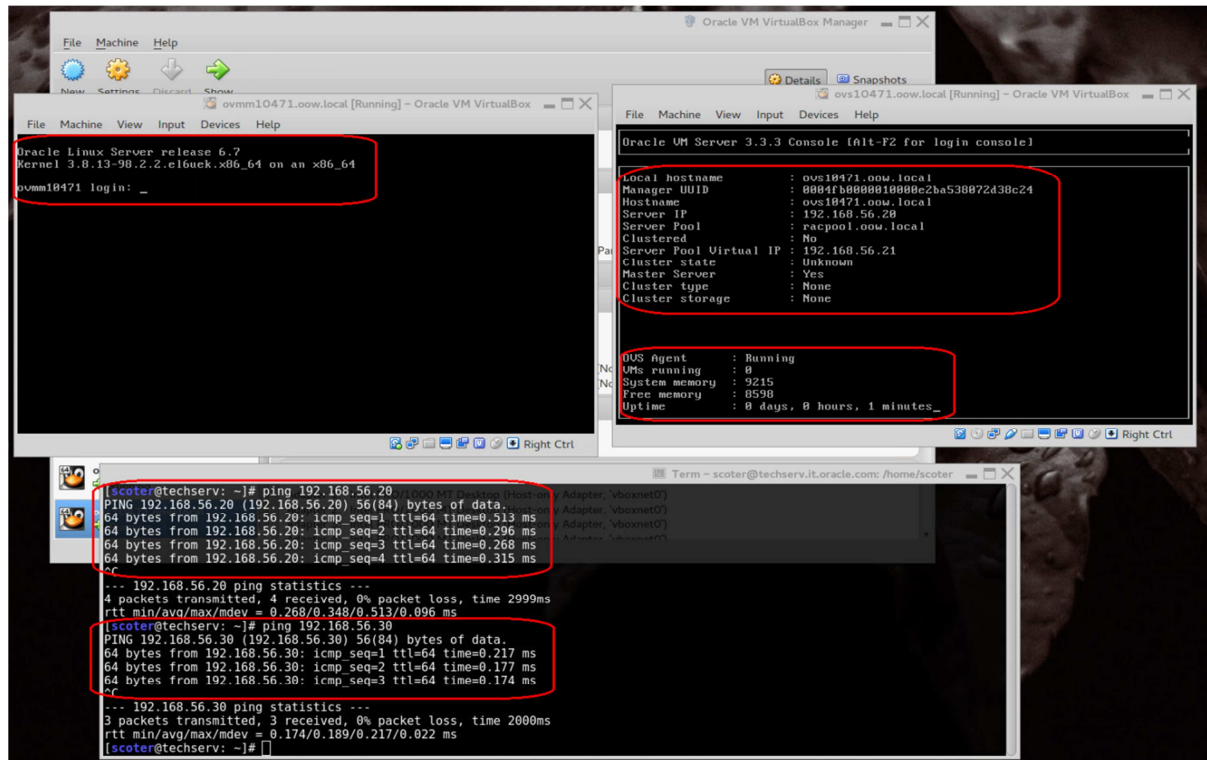 Oracle VM VirtualBox Manager
File Machine Help
New Settings Discard Show
Details Snapshots
ovmm10471.oow.local [Running] - Oracle VM VirtualBox
File Machine View Input Devices Help
Oracle Linux Server release 6.7
Kernel 3.8.13-98.2.2.el6uek.x86_64 on an x86_64
ovmm10471 login: _
Right Ctrl
ovs10471.oow.local [Running] - Oracle VM VirtualBox
File Machine View Input Devices Help
Oracle VM Server 3.3.3 Console [Alt-F2 for login console]
Local hostname : ovs10471.oow.local
Manager UUID : 0004fb0000010000e2ba538072d38c24
Hostname : ovs10471.oow.local
Server IP : 192.168.56.20
Server Pool : racpool.oow.local
Clustered : No
Server Pool Virtual IP : 192.168.56.21
Cluster state : Unknown
Master Server : Yes
Cluster type : None
Cluster storage : None
OVS Agent : Running
VMs running : 0
System memory : 9215
Free memory : 8598
Uptime : 0 days, 0 hours, 1 minutes_
Right Ctrl
Term - scoter@techserv.it.oracle.com: /home/scoter
[scoter@techserv: ~]# ping 192.168.56.20
PING 192.168.56.20 (192.168.56.20) 56(84) bytes of data.
64 bytes from 192.168.56.20: icmp_seq=1 ttl=64 time=0.513 ms
64 bytes from 192.168.56.20: icmp_seq=2 ttl=64 time=0.296 ms
64 bytes from 192.168.56.20: icmp_seq=3 ttl=64 time=0.268 ms
64 bytes from 192.168.56.20: icmp_seq=4 ttl=64 time=0.315 ms
^C
--- 192.168.56.20 ping statistics ---
4 packets transmitted, 4 received, 0% packet loss, time 2999ms
rtt min/avg/max/mdev = 0.268/0.348/0.513/0.096 ms
[scoter@techserv: ~]# ping 192.168.56.30
PING 192.168.56.30 (192.168.56.30) 56(84) bytes of data.
64 bytes from 192.168.56.30: icmp_seq=1 ttl=64 time=0.217 ms
64 bytes from 192.168.56.30: icmp_seq=2 ttl=64 time=0.177 ms
64 bytes from 192.168.56.30: icmp_seq=3 ttl=64 time=0.174 ms
^C
--- 192.168.56.30 ping statistics ---
3 packets transmitted, 3 received, 0% packet loss, time 2000ms
rtt min/avg/max/mdev = 0.174/0.189/0.217/0.022 ms
[scoter@techserv: ~]#